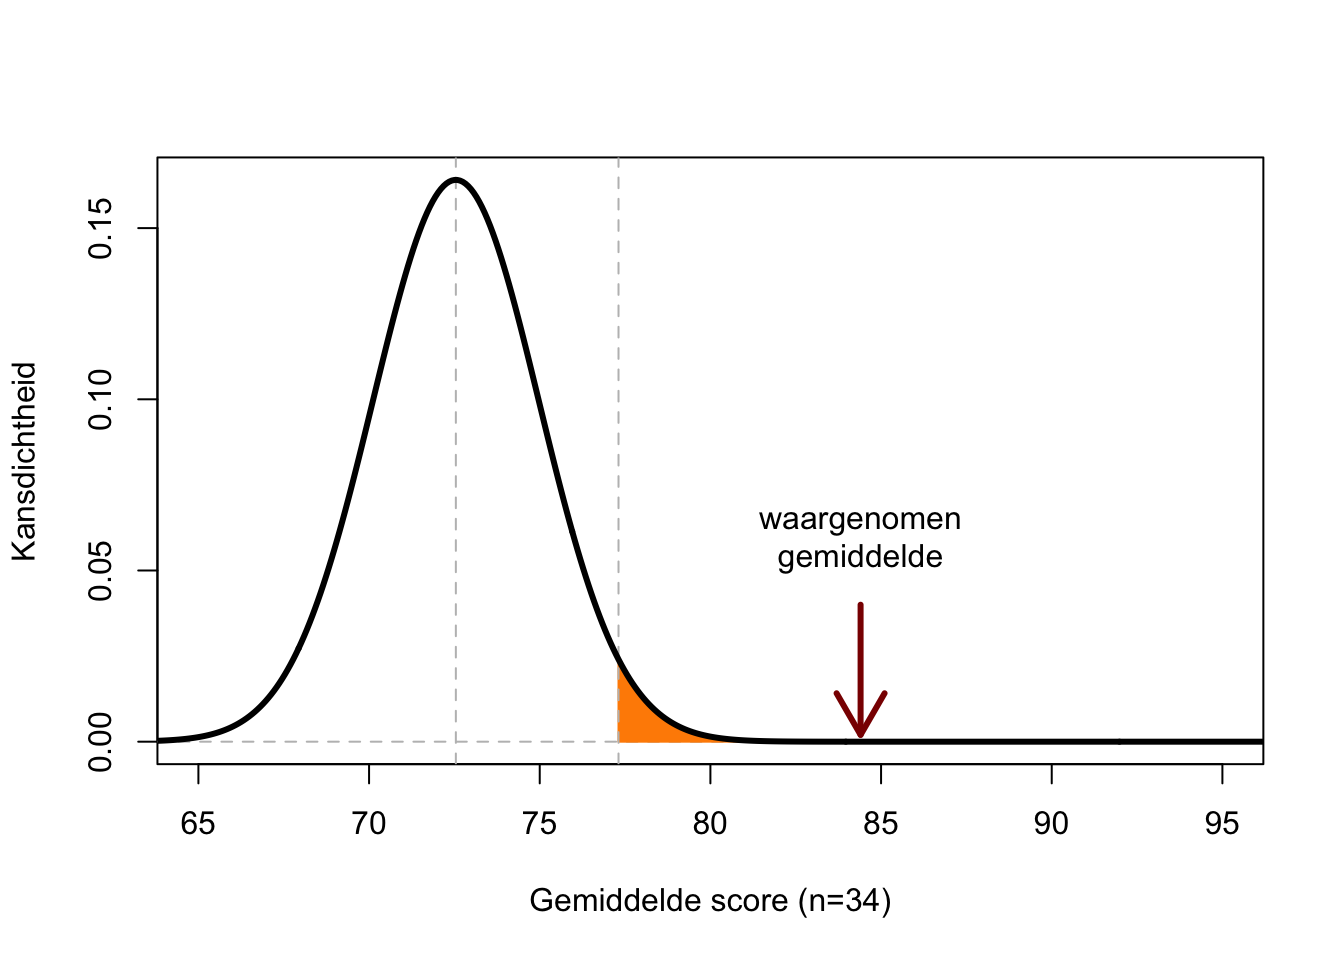 Kansdichtheid
0.15
0.10
0.05
0.00
waargenomen
gemiddelde
65 70 75 80 85 90 95
Gemiddelde score (n=34)